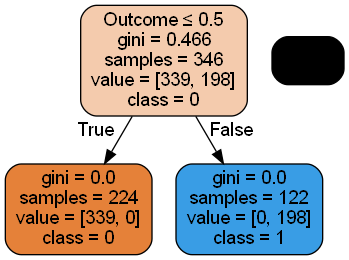 Outcome ≤ 0.5
gini = 0.466
samples = 346
value = [339, 198]
class = 0
True
False
gini = 0.0
samples = 224
value = [339, 0]
class = 0
gini = 0.0
samples = 122
value = [0, 198]
class = 1